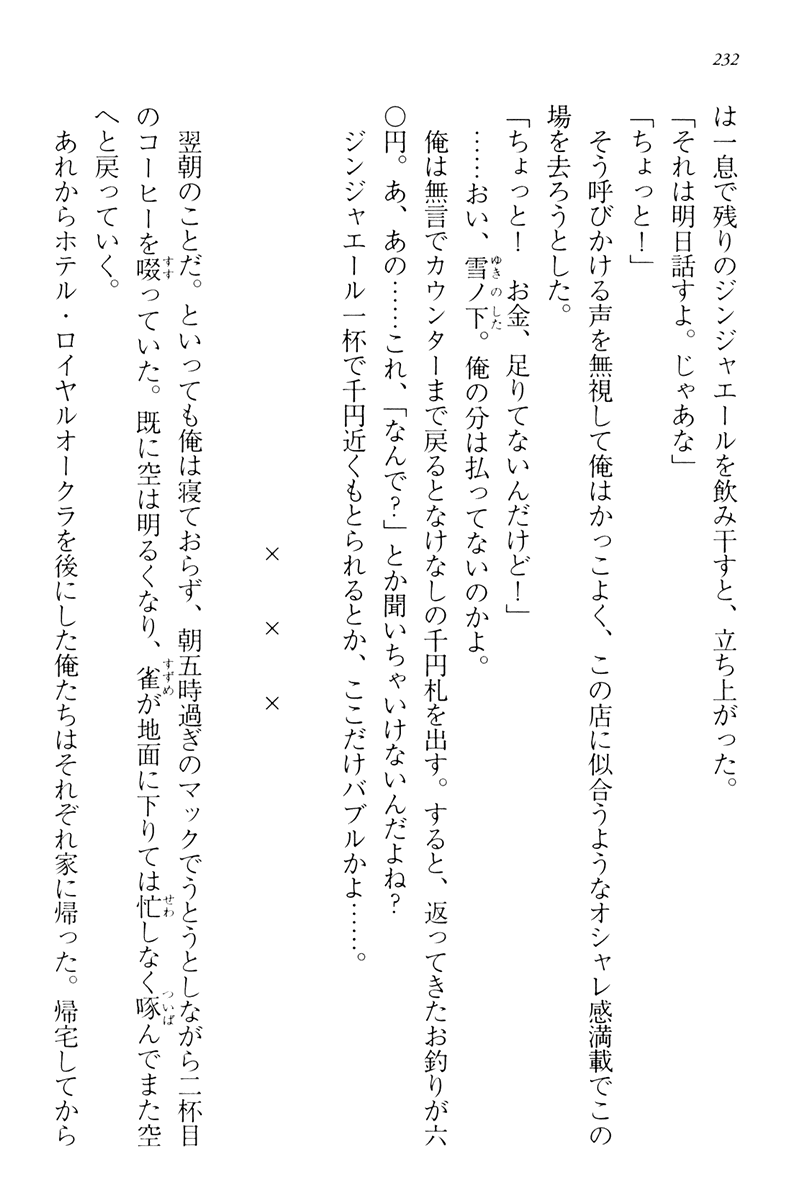 232
は一息で残りのジンジャエールを飲み干すと、立ち上がった。
「それは明日話すよ。じゃあな」
「ちょっと！」
そう呼びかける声を無視して俺はかっこよく、この店に似合うようなオシャレ感満載でこの
場を去ろうとした。
「ちょっと！　お金、足りてないんだけど！」
……おい、雪ノ下。俺の分は払ってないのかよ。
俺は無言でカウンターまで戻るとなけなしの千円札を出す。すると、返ってきたお釣りが六
〇円。あ、あの……これ、「なんで？」とか聞いちゃいけないんだよね？
ジンジャエール一杯で千円近くもとられるとか、ここだけバブルかよ……。
×　×　×
翌朝のことだ。といっても俺は寝ておらず、朝五時過ぎのマックでうとうとしながら二杯目
のコーヒーを啜っていた。既に空は明るくなり、雀が地面に下りては忙しなく啄んでまた空
へと戻っていく。
あれからホテル・ロイヤルオークラを後にした俺たちはそれぞれ家に帰った。帰宅してから